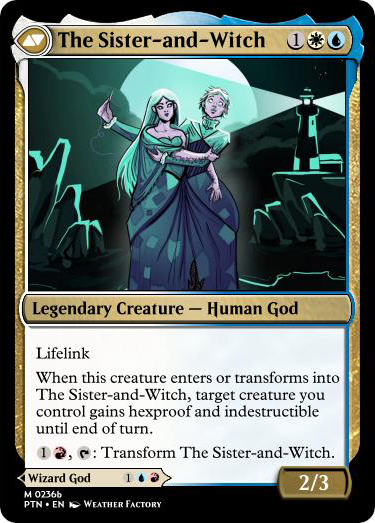 The Sister-and-Witch 1
Legendary Creature — Human God
Lifelink
When this creature enters or transforms into
The Sister-and-Witch, target creature you
control gains hexproof and indestructible
until end of turn.
1, : Transform The Sister-and-Witch.
Wizard God 1
2/3
M 0236b
PTN • EN Weather Factory